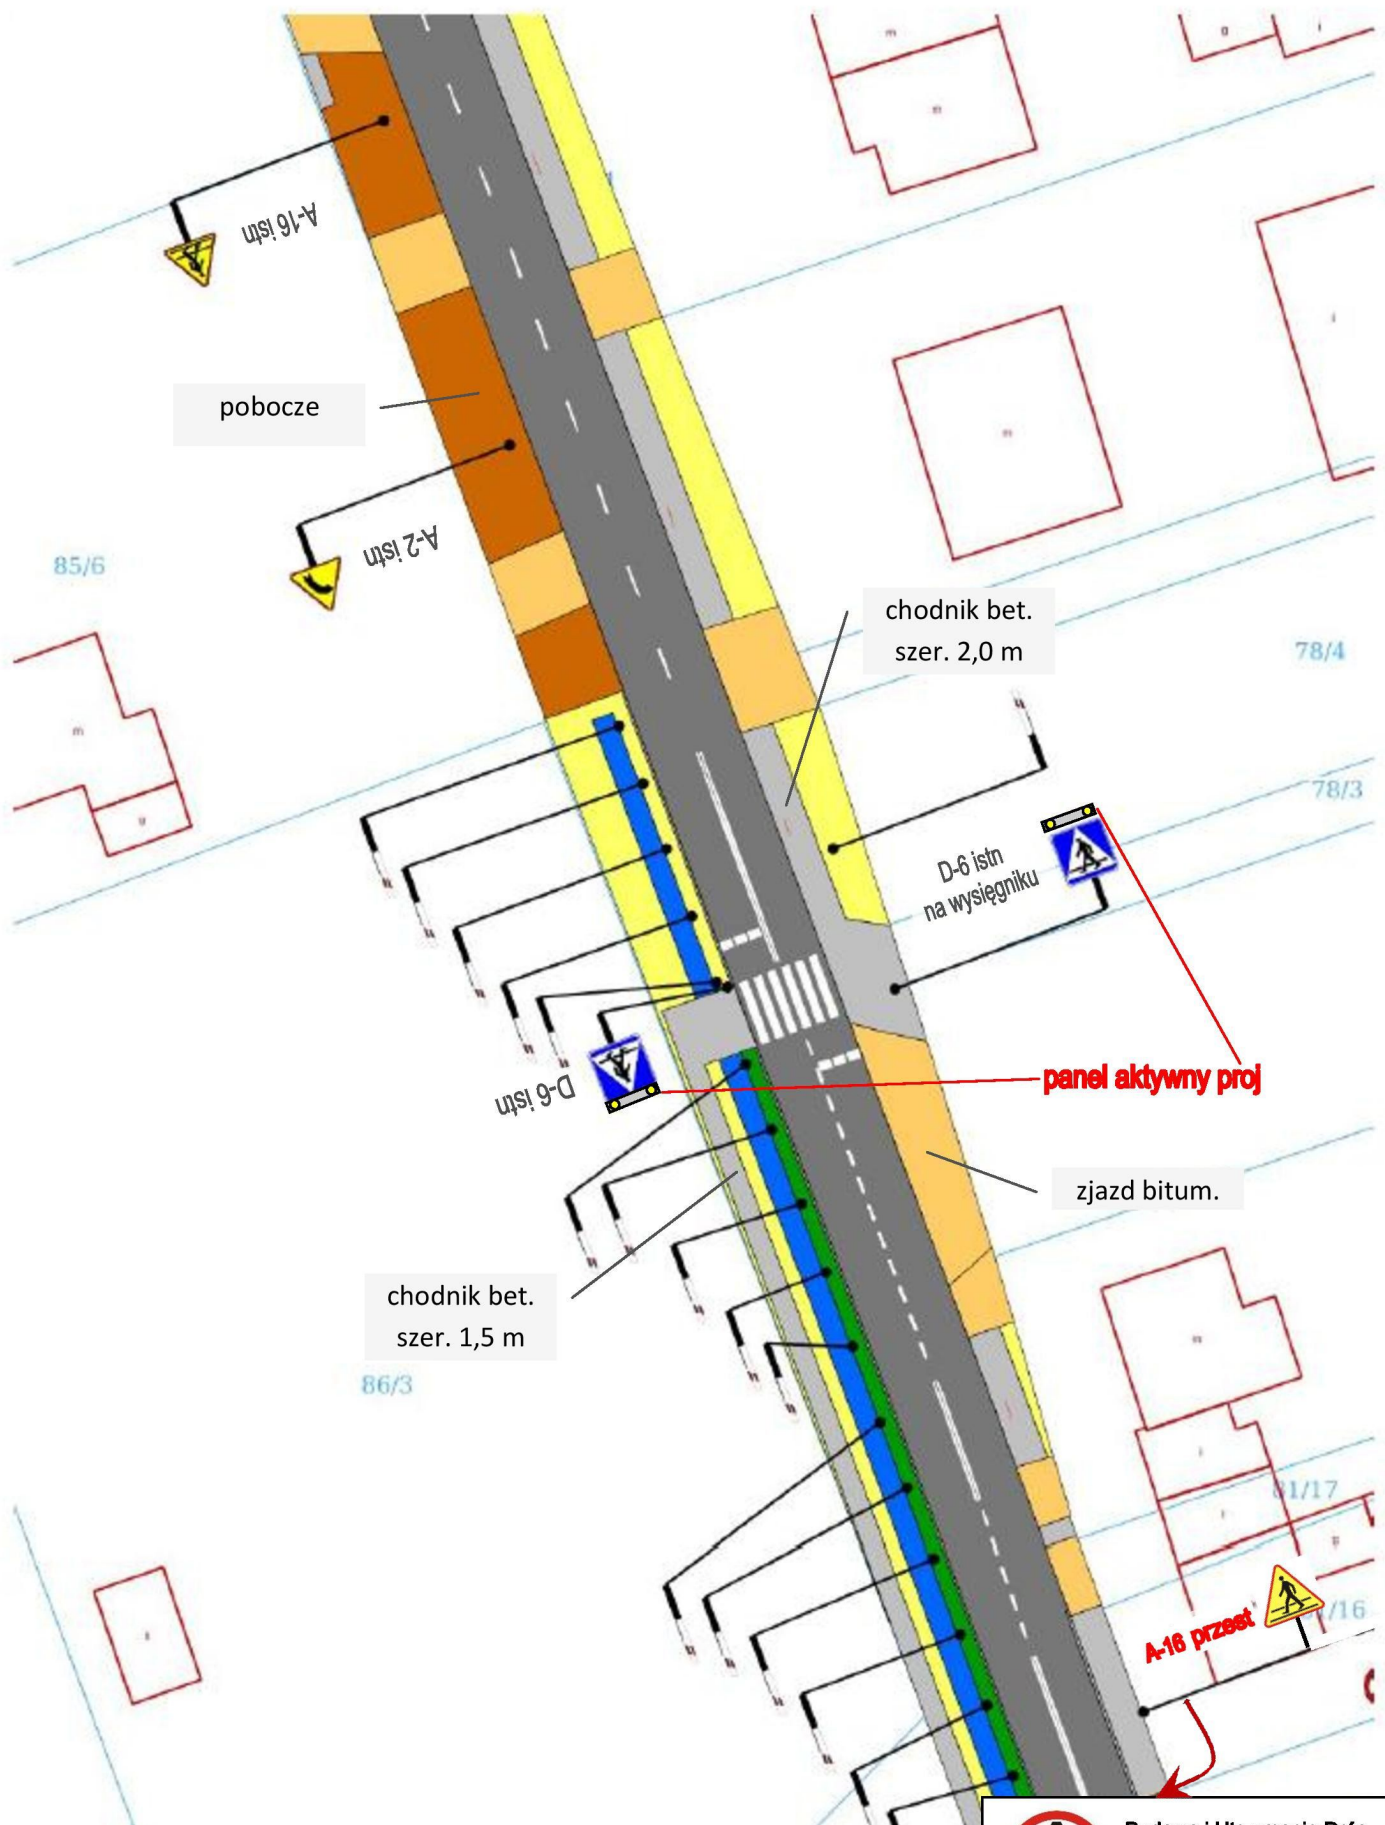 A-16 istn
pobocze
A-2 istn
85/6
chodnik bet.
szer. 2,0 m
78/4
78/3
D-6 istn
na wysięgniku
panel aktywny proj
D-6 istn
zjazd bitum.
chodnik bet.
szer. 1,5 m
86/3
81/17
/16
A-16 przest